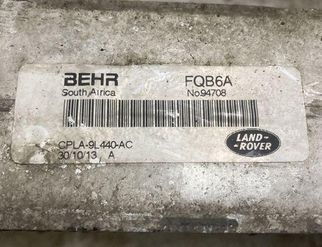 BEHR FQB6A
South Africa No.94708
CPLA-9L440-AC
30/10/13 A
LAND-
-ROVER